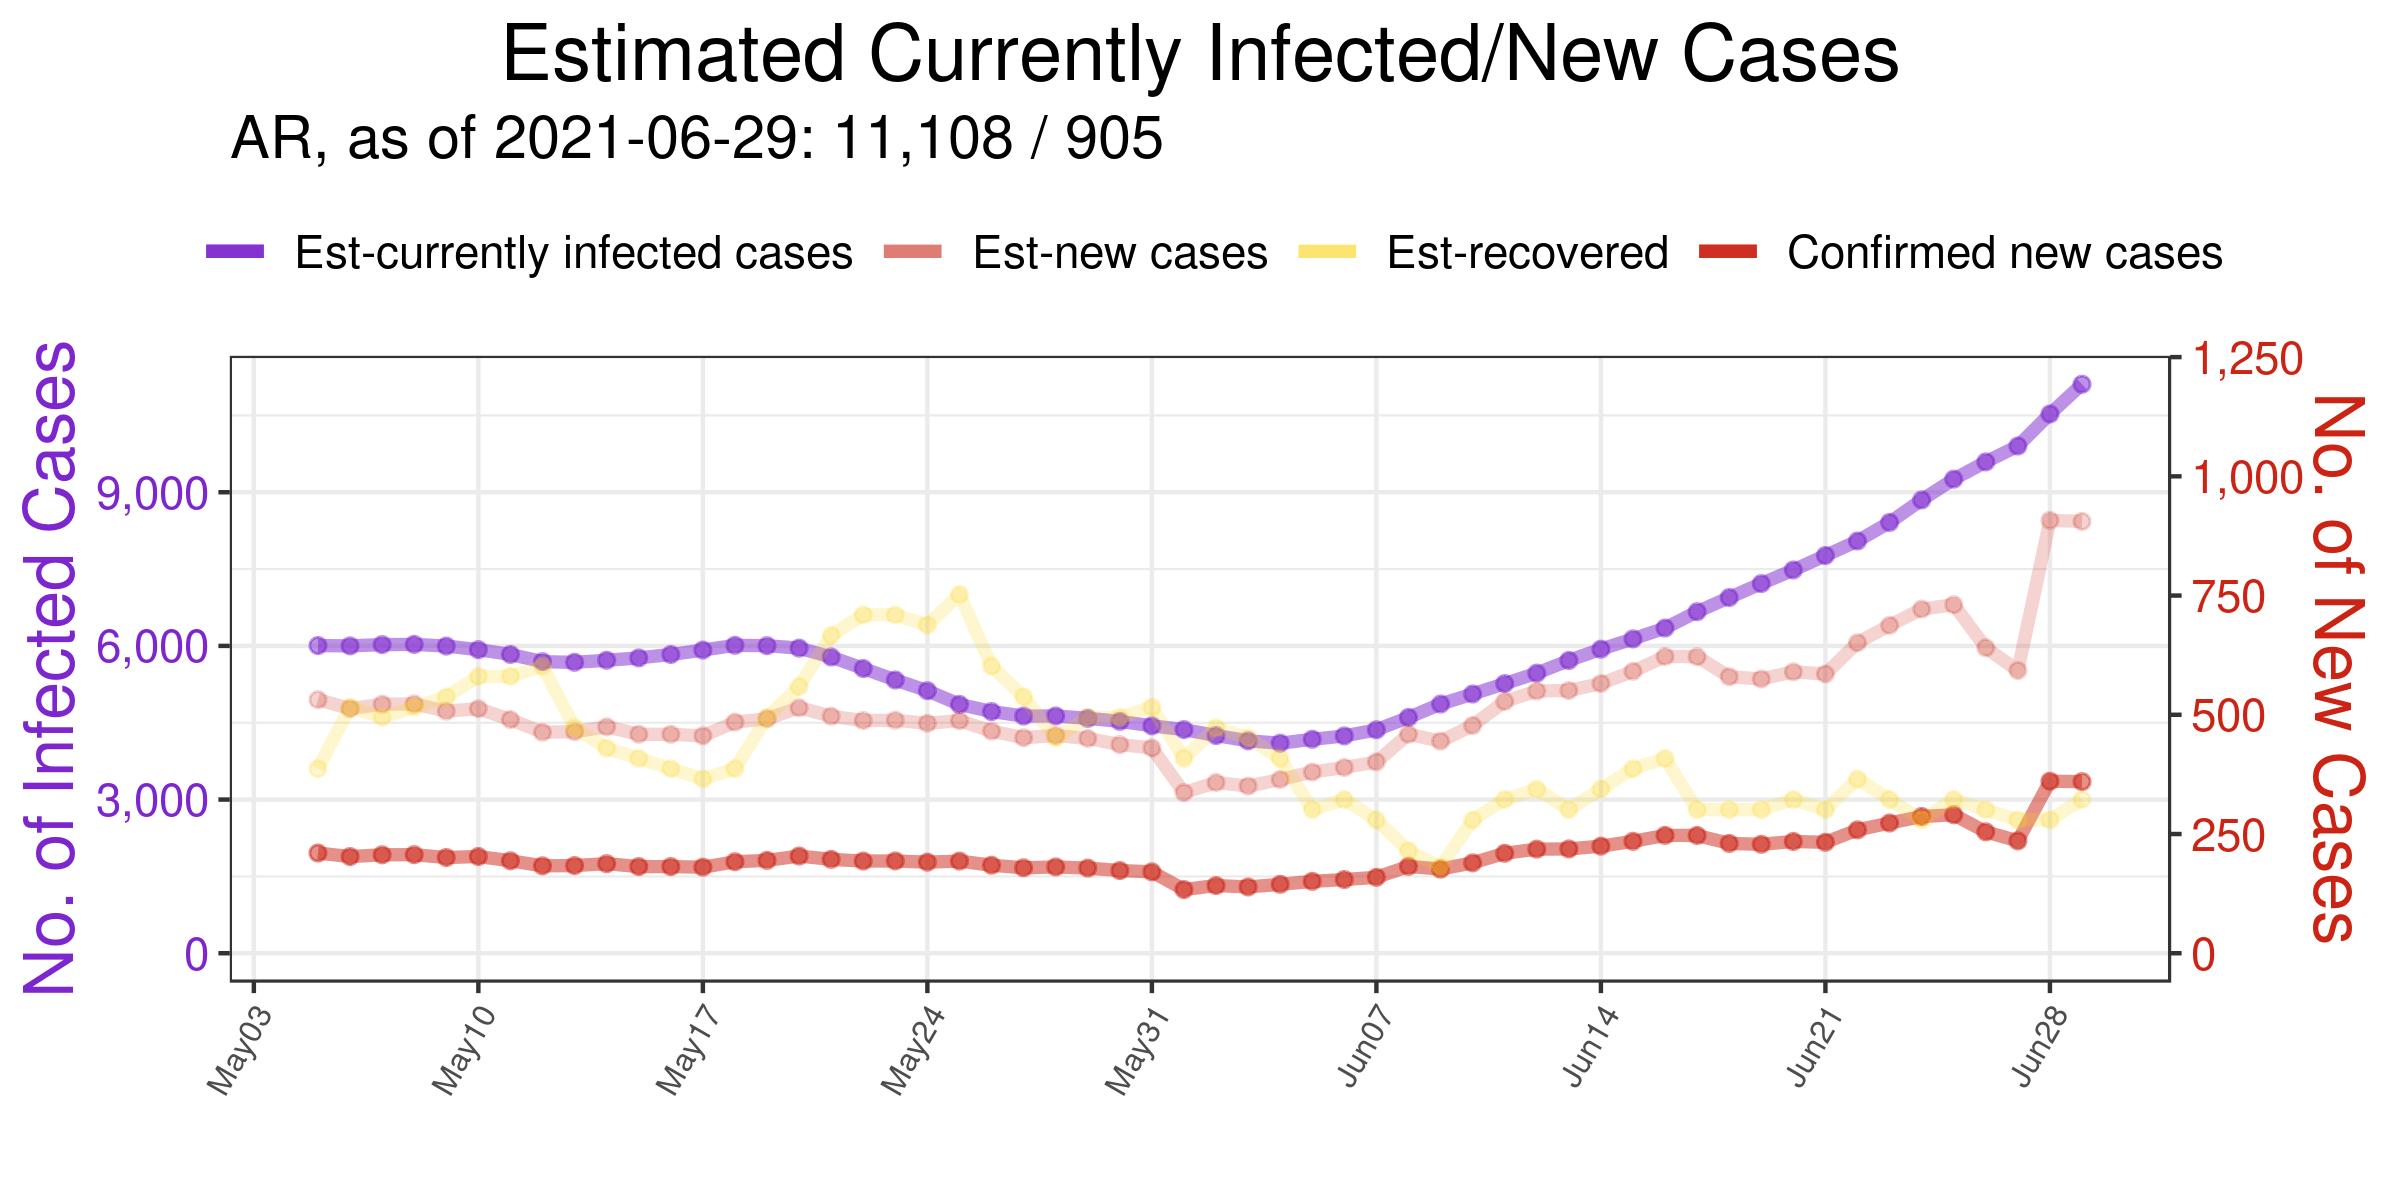 Estimated Currently Infected/New Cases
AR, as of 2021-06-29: 11,108 / 905
Est-currently infected cases Est-new cases Est-recovered Confirmed new cases
No. of Infected Cases
9,000
6,000
3,000
0
1,250
1,000
750
500
250
0
No. of New Cases
May03 May10 May17 May24 May31 Jun07 Jun14 Jun21 Jun28